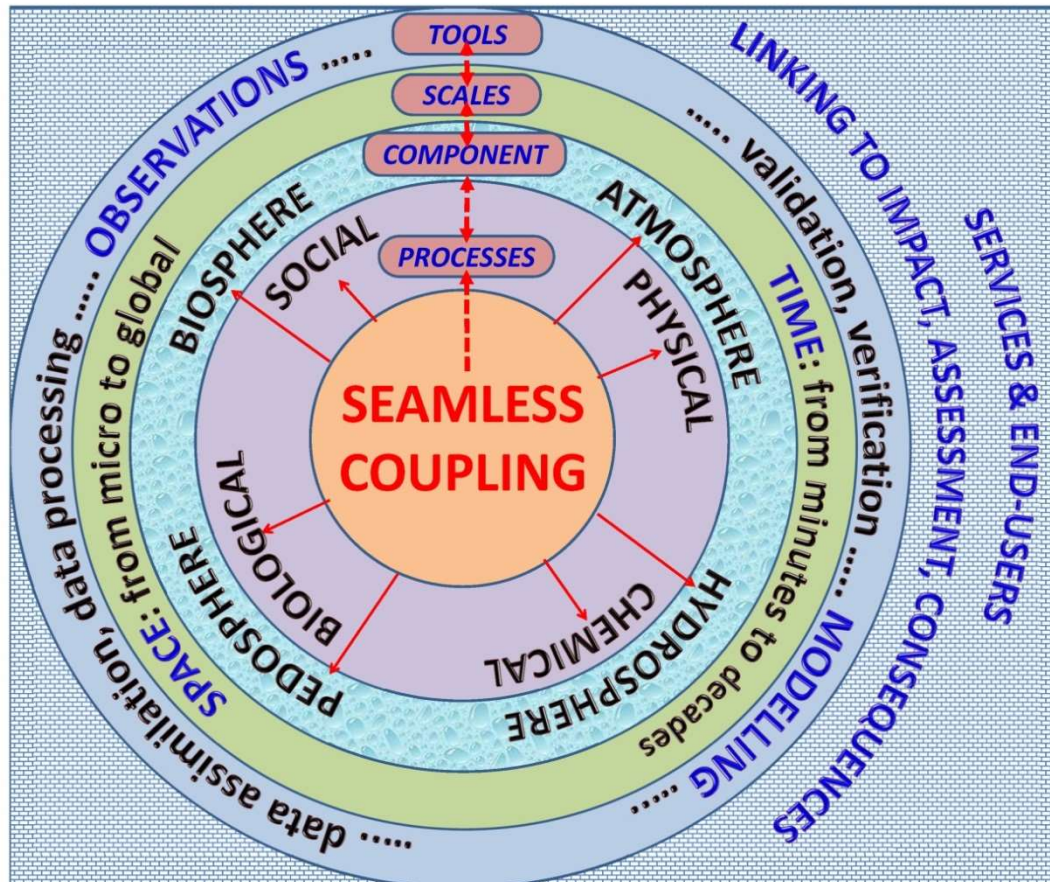 TOOLS
SCALES
COMPONENT
PROCESSES
SEAMLESS
COUPLING
SOCIAL
PHYSICAL
CHEMICAL
BIOLOGICAL
BIOSPHERE
ATMOSPHERE
HYDROSPHERE
PEDOSPHERE
SPACE: from micro to global
TIME: from minutes to decades
..... data assimilation, data processing ..... OBSERVATIONS .....
..... validation, verification ..... MODELLING .....
LINKING TO IMPACT, ASSESSMENT, CONSEQUENCES
SERVICES & END-USERS